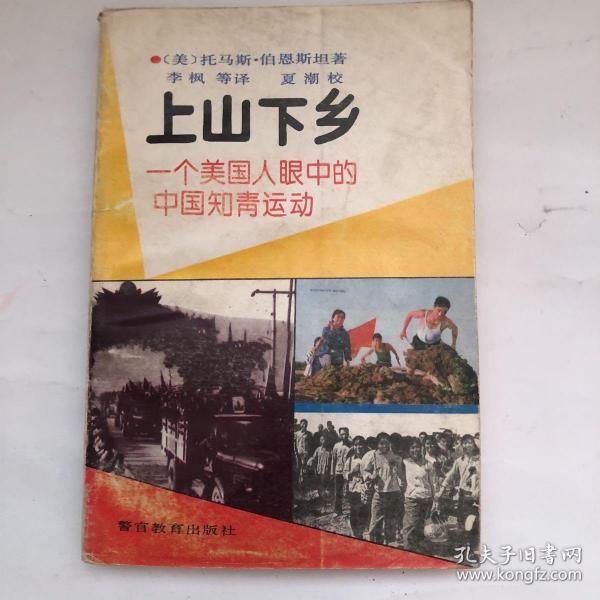 (美)托马斯·伯恩斯坦著
李枫 等译 夏潮校
上山下乡
一个美国人眼中的
中国知青运动
警官教育出版社
孔夫子旧书网
www.kongfz.com